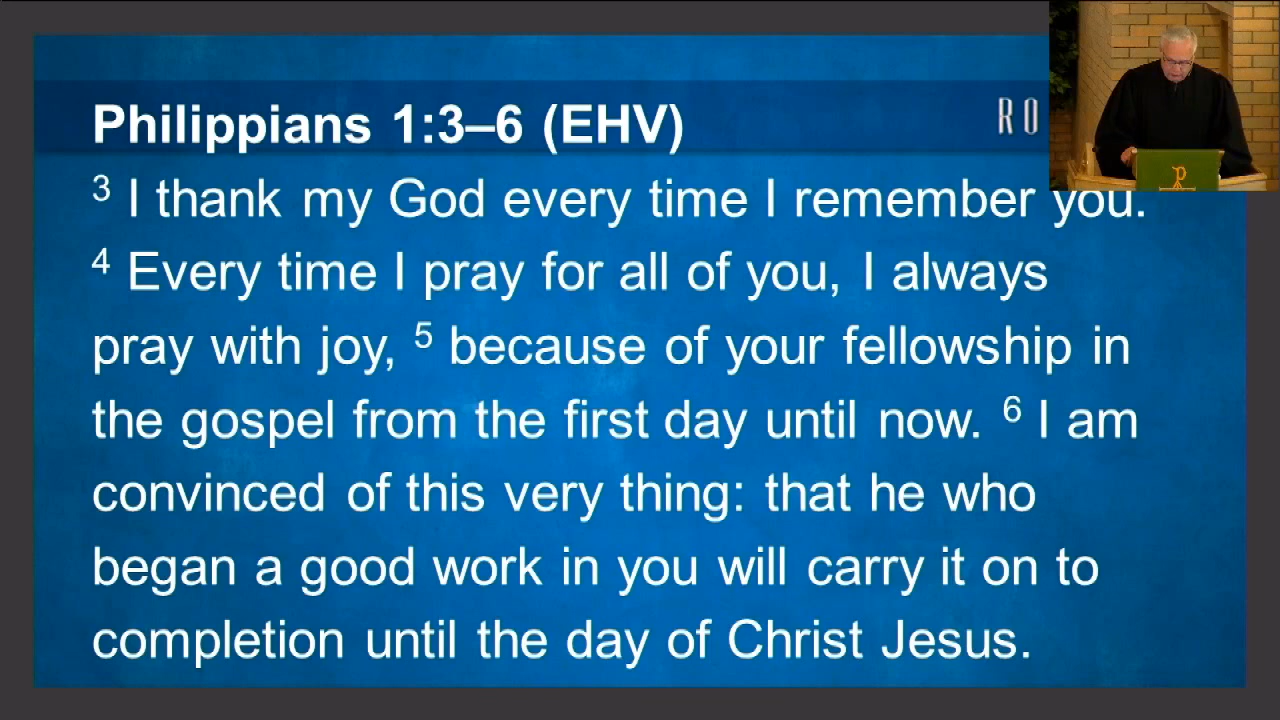 Philippians 1:3–6 (EHV)
RO
3 I thank my God every time I remember you.
4 Every time I pray for all of you, I always
pray with joy, 5 because of your fellowship in
the gospel from the first day until now. 6 I am
convinced of this very thing: that he who
began a good work in you will carry it on to
completion until the day of Christ Jesus.